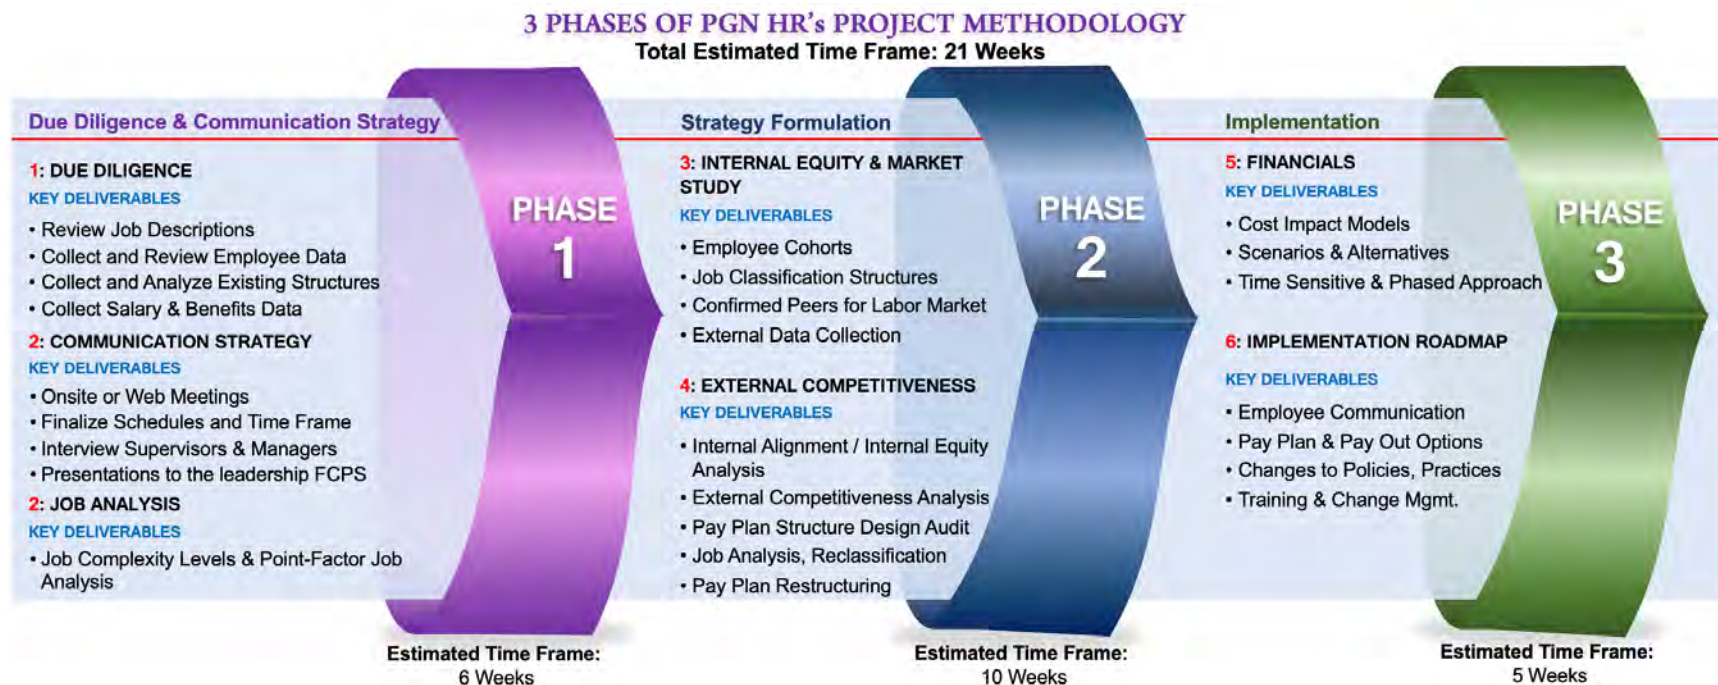 3 PHASES OF PGN HR's PROJECT METHODOLOGY
Total Estimated Time Frame: 21 Weeks
Due Diligence & Communication Strategy
1: DUE DILIGENCE
KEY DELIVERABLES
• Review Job Descriptions
• Collect and Review Employee Data
• Collect and Analyze Existing Structures
• Collect Salary & Benefits Data
2: COMMUNICATION STRATEGY
KEY DELIVERABLES
• Onsite or Web Meetings
• Finalize Schedules and Time Frame
• Interview Supervisors & Managers
• Presentations to the leadership FCPS
2: JOB ANALYSIS
KEY DELIVERABLES
• Job Complexity Levels & Point-Factor Job
Analysis
PHASE
1
Estimated Time Frame:
6 Weeks
Strategy Formulation
3: INTERNAL EQUITY & MARKET
STUDY
KEY DELIVERABLES
• Employee Cohorts
• Job Classification Structures
• Confirmed Peers for Labor Market
• External Data Collection
4: EXTERNAL COMPETITIVENESS
KEY DELIVERABLES
• Internal Alignment / Internal Equity
Analysis
• External Competitiveness Analysis
• Pay Plan Structure Design Audit
• Job Analysis, Reclassification
• Pay Plan Restructuring
PHASE
2
Estimated Time Frame:
10 Weeks
Implementation
5: FINANCIALS
KEY DELIVERABLES
• Cost Impact Models
• Scenarios & Alternatives
• Time Sensitive & Phased Approach
6: IMPLEMENTATION ROADMAP
KEY DELIVERABLES
• Employee Communication
• Pay Plan & Pay Out Options
• Changes to Policies, Practices
• Training & Change Mgmt.
PHASE
3
Estimated Time Frame:
5 Weeks